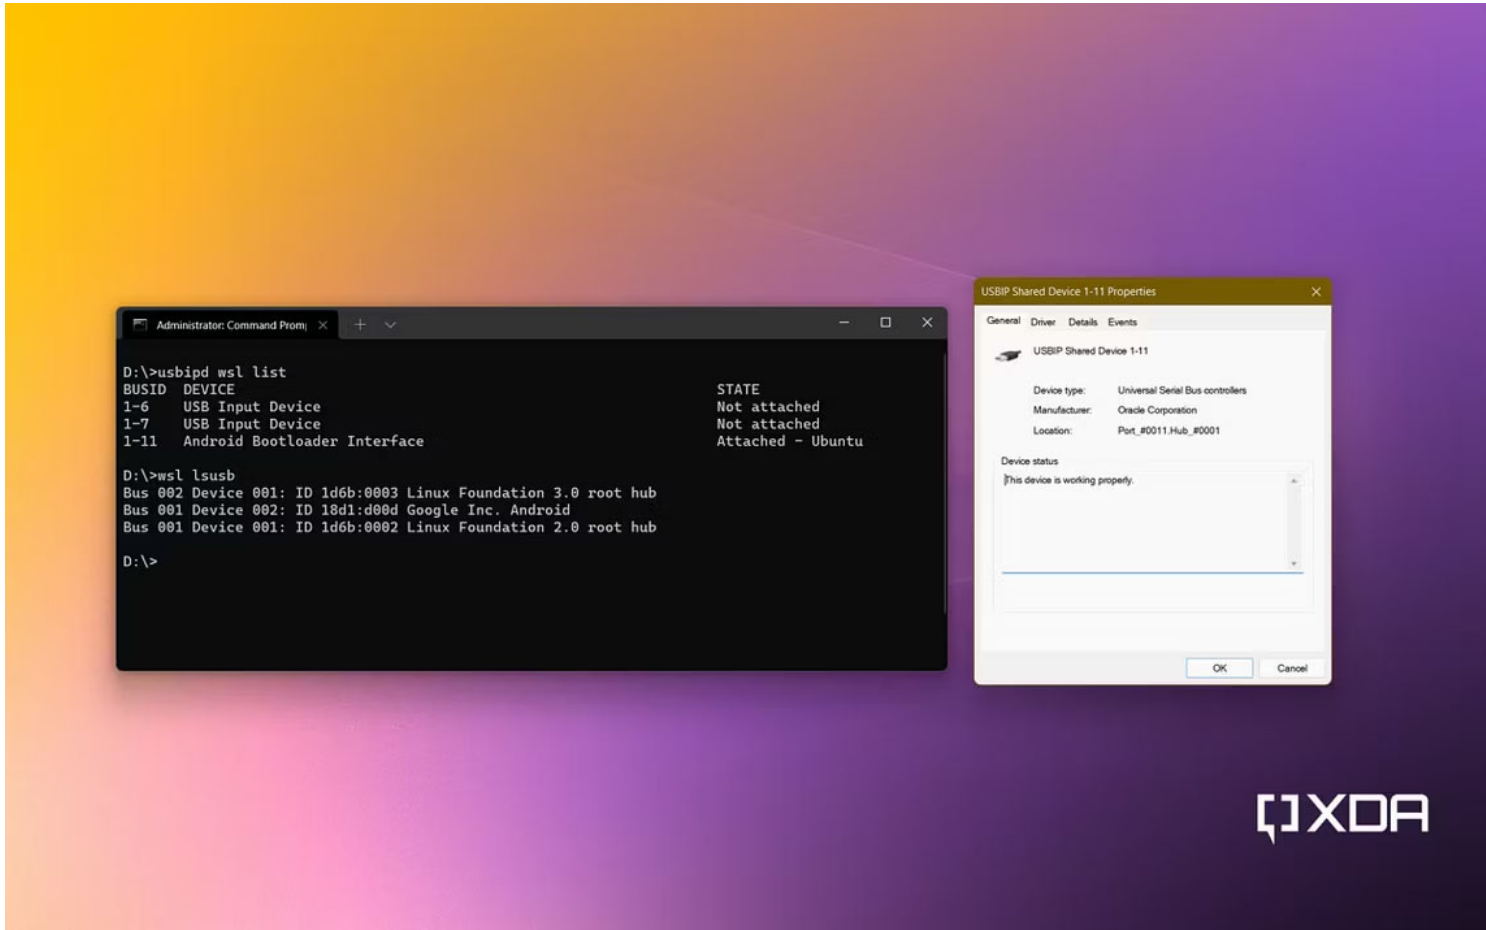 Administrator: Command Prom
D:\>usbipd wsl list
BUSID DEVICE STATE
1-6 USB Input Device Not attached
1-7 USB Input Device Not attached
1-11 Android Bootloader Interface Attached - Ubuntu
D:\>wsl lsusb
Bus 002 Device 001: ID 1d6b:0003 Linux Foundation 3.0 root hub
Bus 001 Device 002: ID 18d1:d00d Google Inc. Android
Bus 001 Device 001: ID 1d6b:0002 Linux Foundation 2.0 root hub
D:\>
USBIP Shared Device 1-11 Properties
General Driver Details Events
USBIP Shared Device 1-11
Device type: Universal Serial Bus controllers
Manufacturer: Oracle Corporation
Location: Port_#0011.Hub_#0001
Device status
This device is working properly.
OK Cancel
XDA